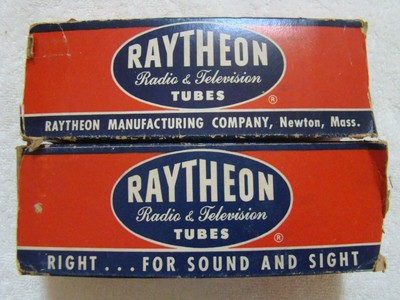 RAYTHEON
Radio & Television
TUBES
®
RAYTHEON MANUFACTURING COMPANY, Newton, Mass.
RAYTHEON
Radio & Television
TUBES
®
RIGHT . . . FOR SOUND AND SIGHT